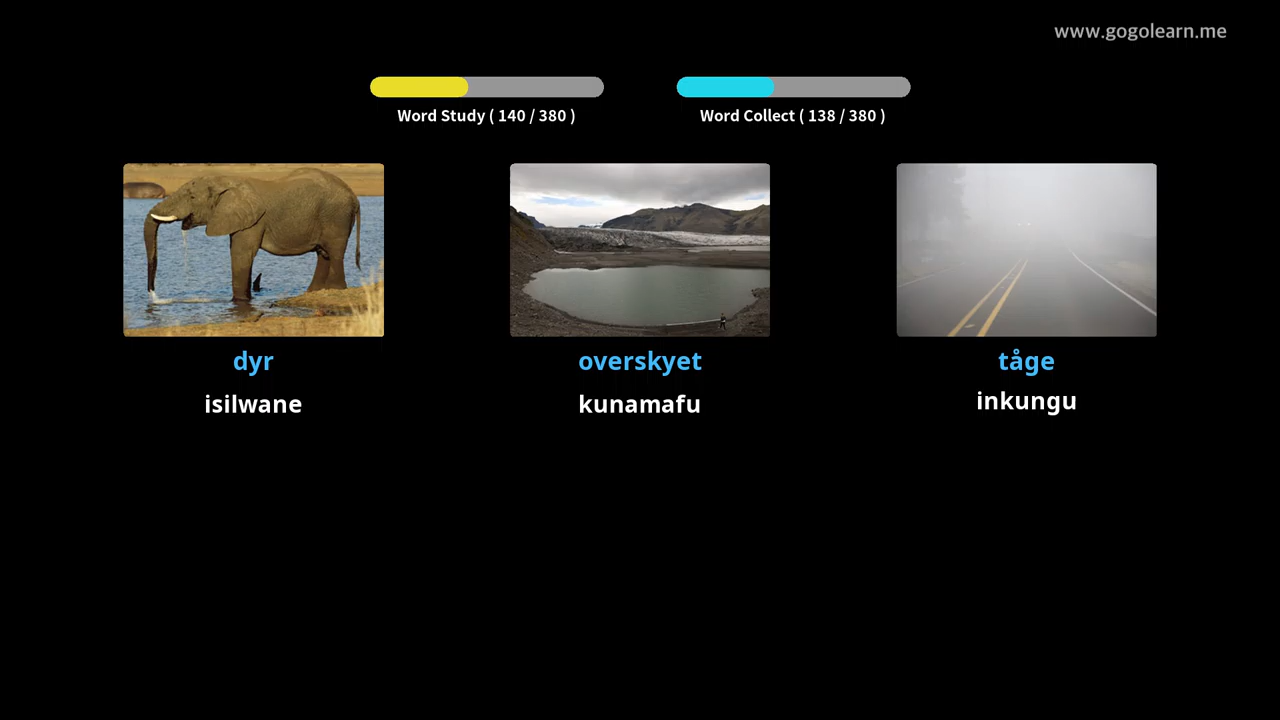 www.gogolearn.me
Word Study ( 140 / 380 )
Word Collect ( 138 / 380 )
dyr
overskyet
tåge
isilwane
kunamafu
inkungu